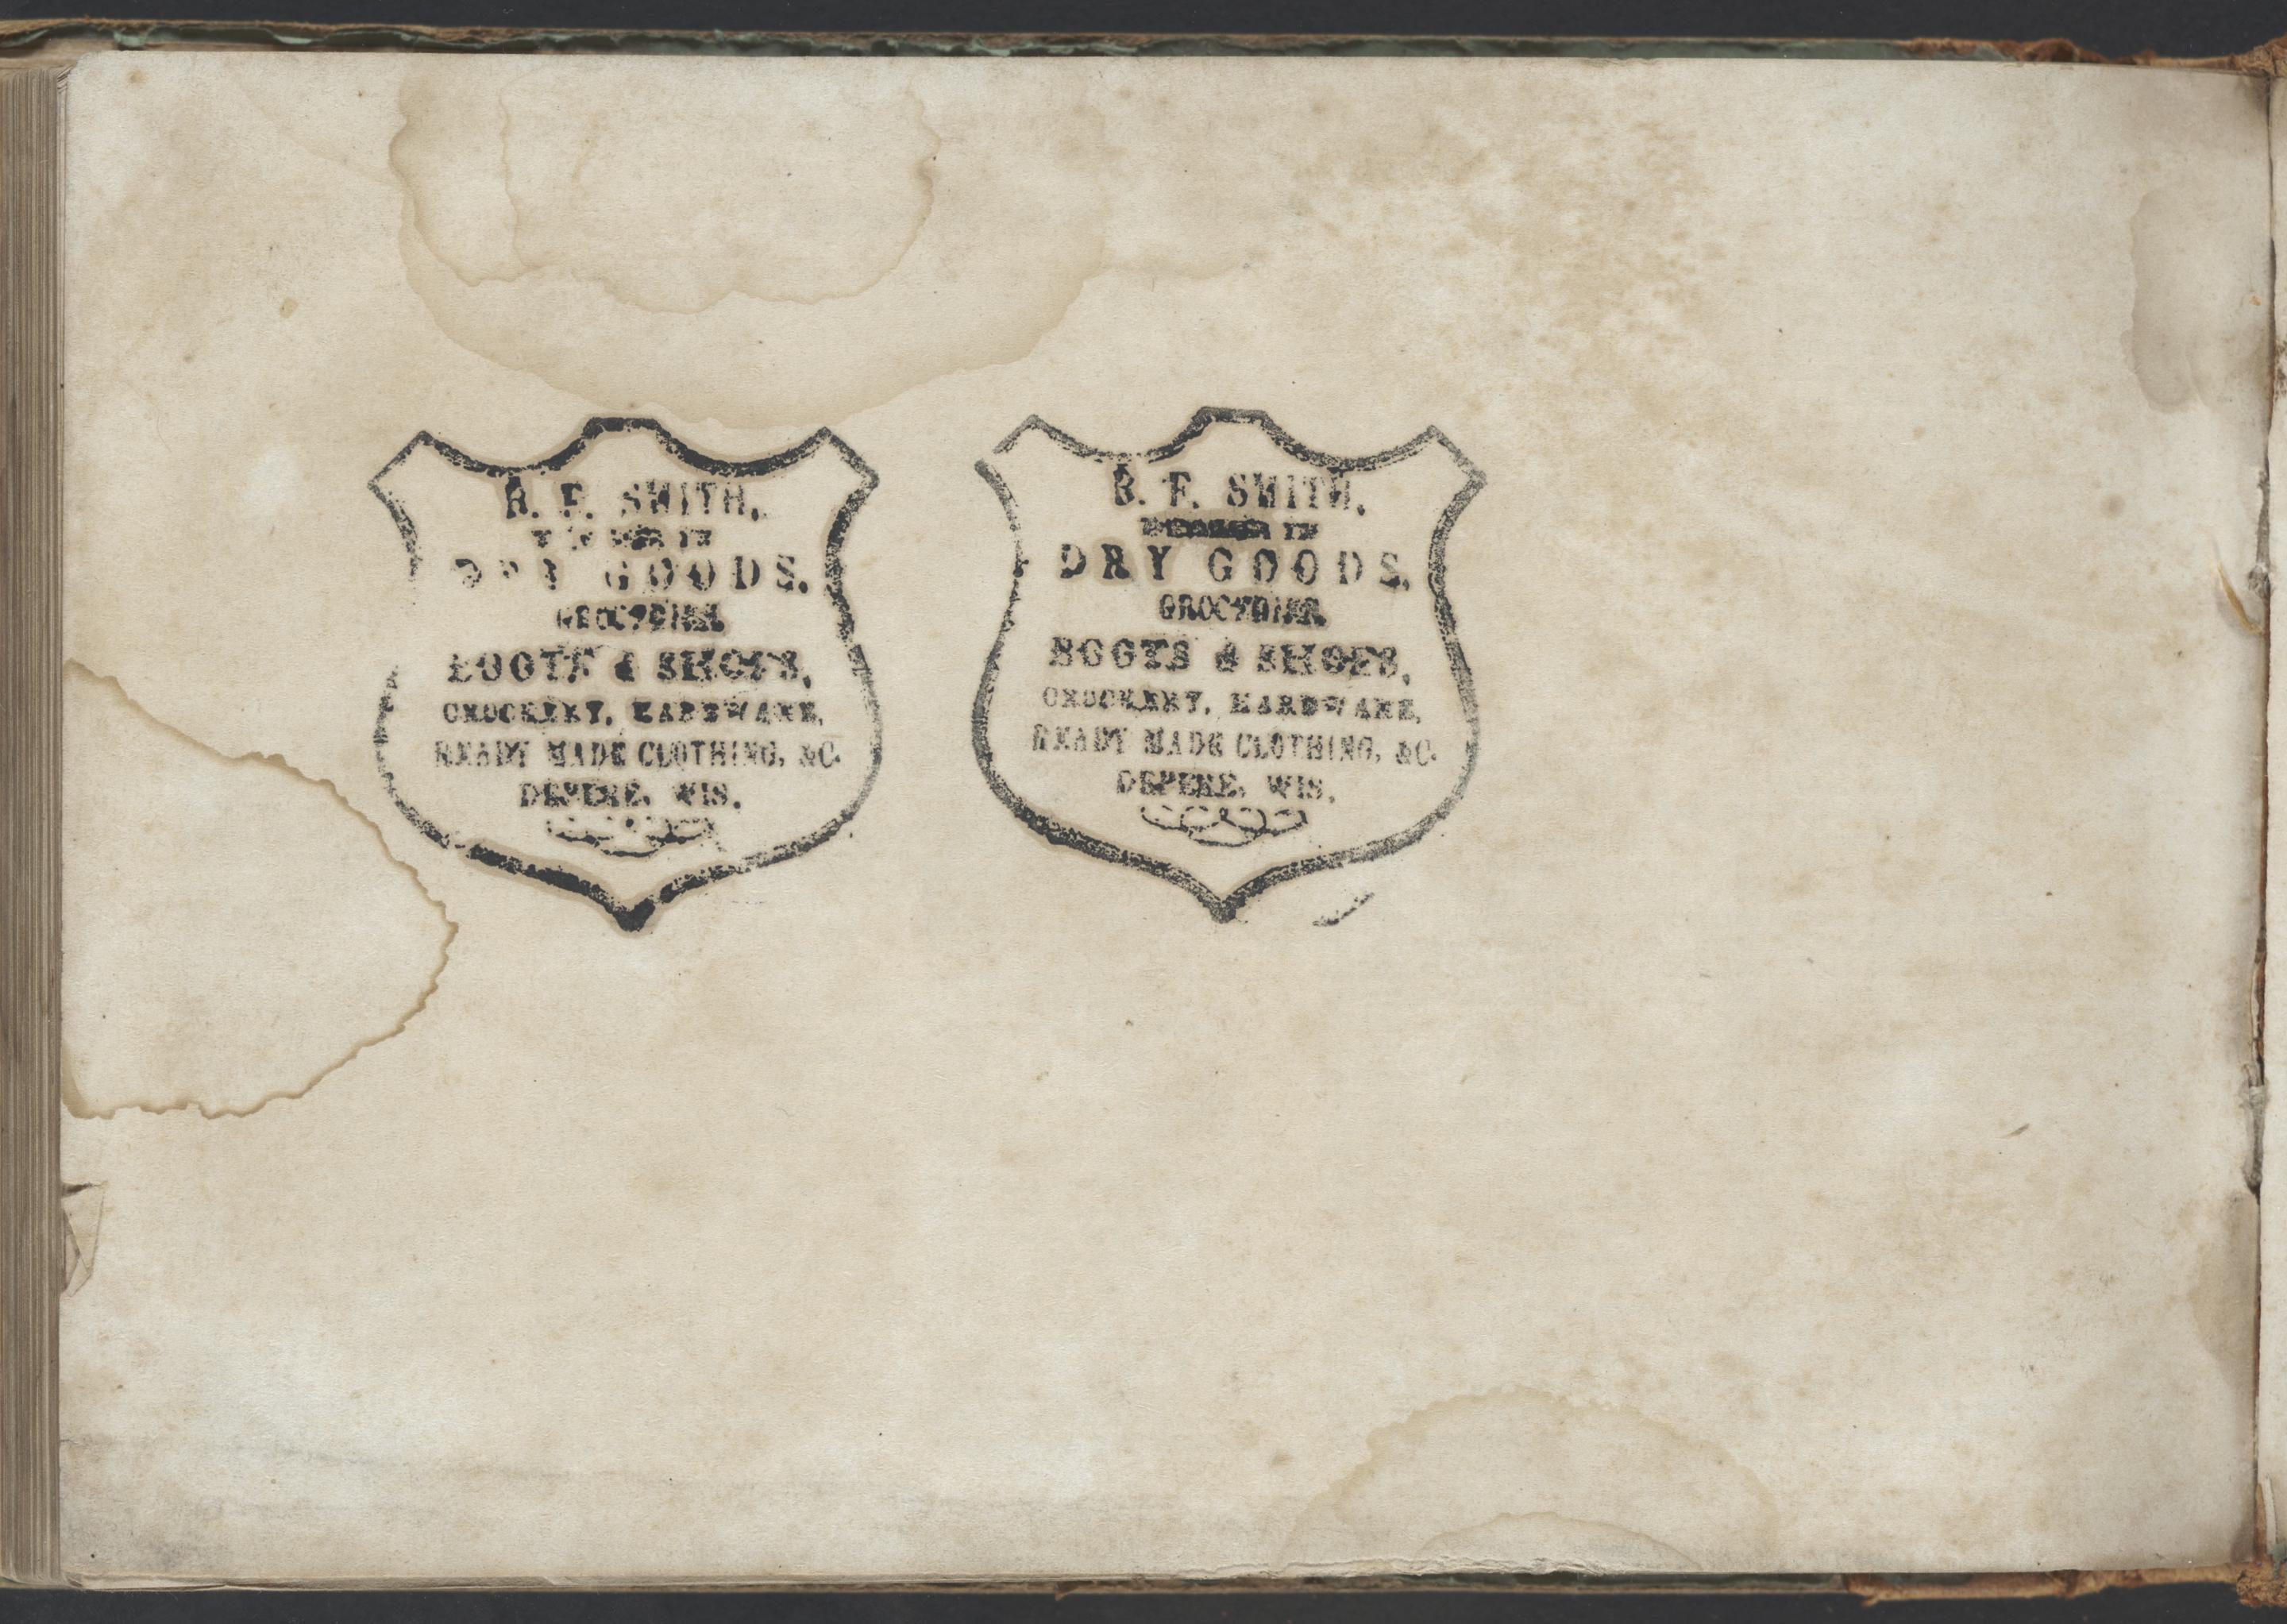 B. F. SMITH,
DEALER IN
DRY GOODS,
GROCERIES,
BOOTS & SHOES,
CROCKERY, HARDWARE,
READY MADE CLOTHING, &C.
DEPERE, WIS.
B. F. SMITH,
DEALER IN
DRY GOODS,
GROCERIES,
BOOTS & SHOES,
CROCKERY, HARDWARE,
READY MADE CLOTHING, &C.
DEPERE, WIS.